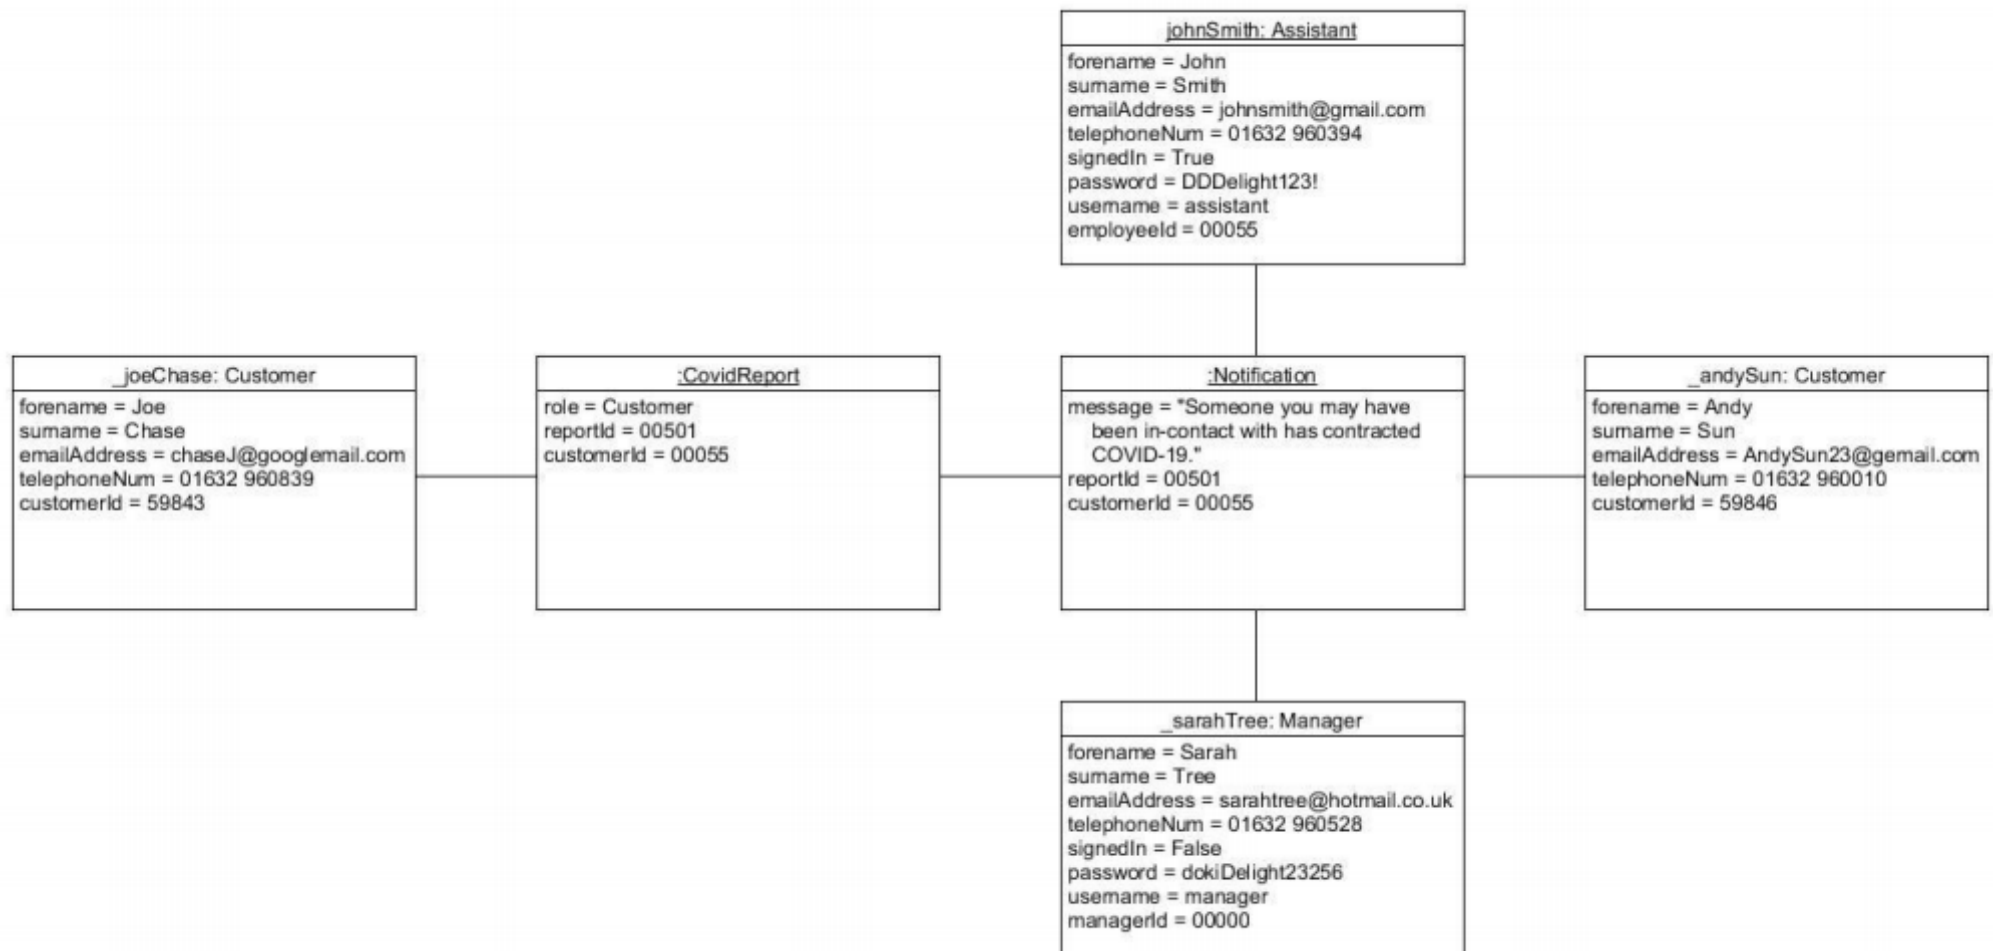 johnSmith: Assistant
forename = John
surname = Smith
emailAddress = johnsmith@gmail.com
telephoneNum = 01632 960394
signedIn = True
password = DDDelight123!
username = assistant
employeeId = 00055
_joeChase: Customer
forename = Joe
surname = Chase
emailAddress = chaseJ@googlemail.com
telephoneNum = 01632 960839
customerId = 59843
:CovidReport
role = Customer
reportId = 00501
customerId = 00055
:Notification
message = "Someone you may have
been in-contact with has contracted
COVID-19."
reportId = 00501
customerId = 00055
_andySun: Customer
forename = Andy
surname = Sun
emailAddress = AndySun23@gemail.com
telephoneNum = 01632 960010
customerId = 59846
_sarahTree: Manager
forename = Sarah
surname = Tree
emailAddress = sarahtree@hotmail.co.uk
telephoneNum = 01632 960528
signedIn = False
password = dokiDelight23256
username = manager
managerId = 00000